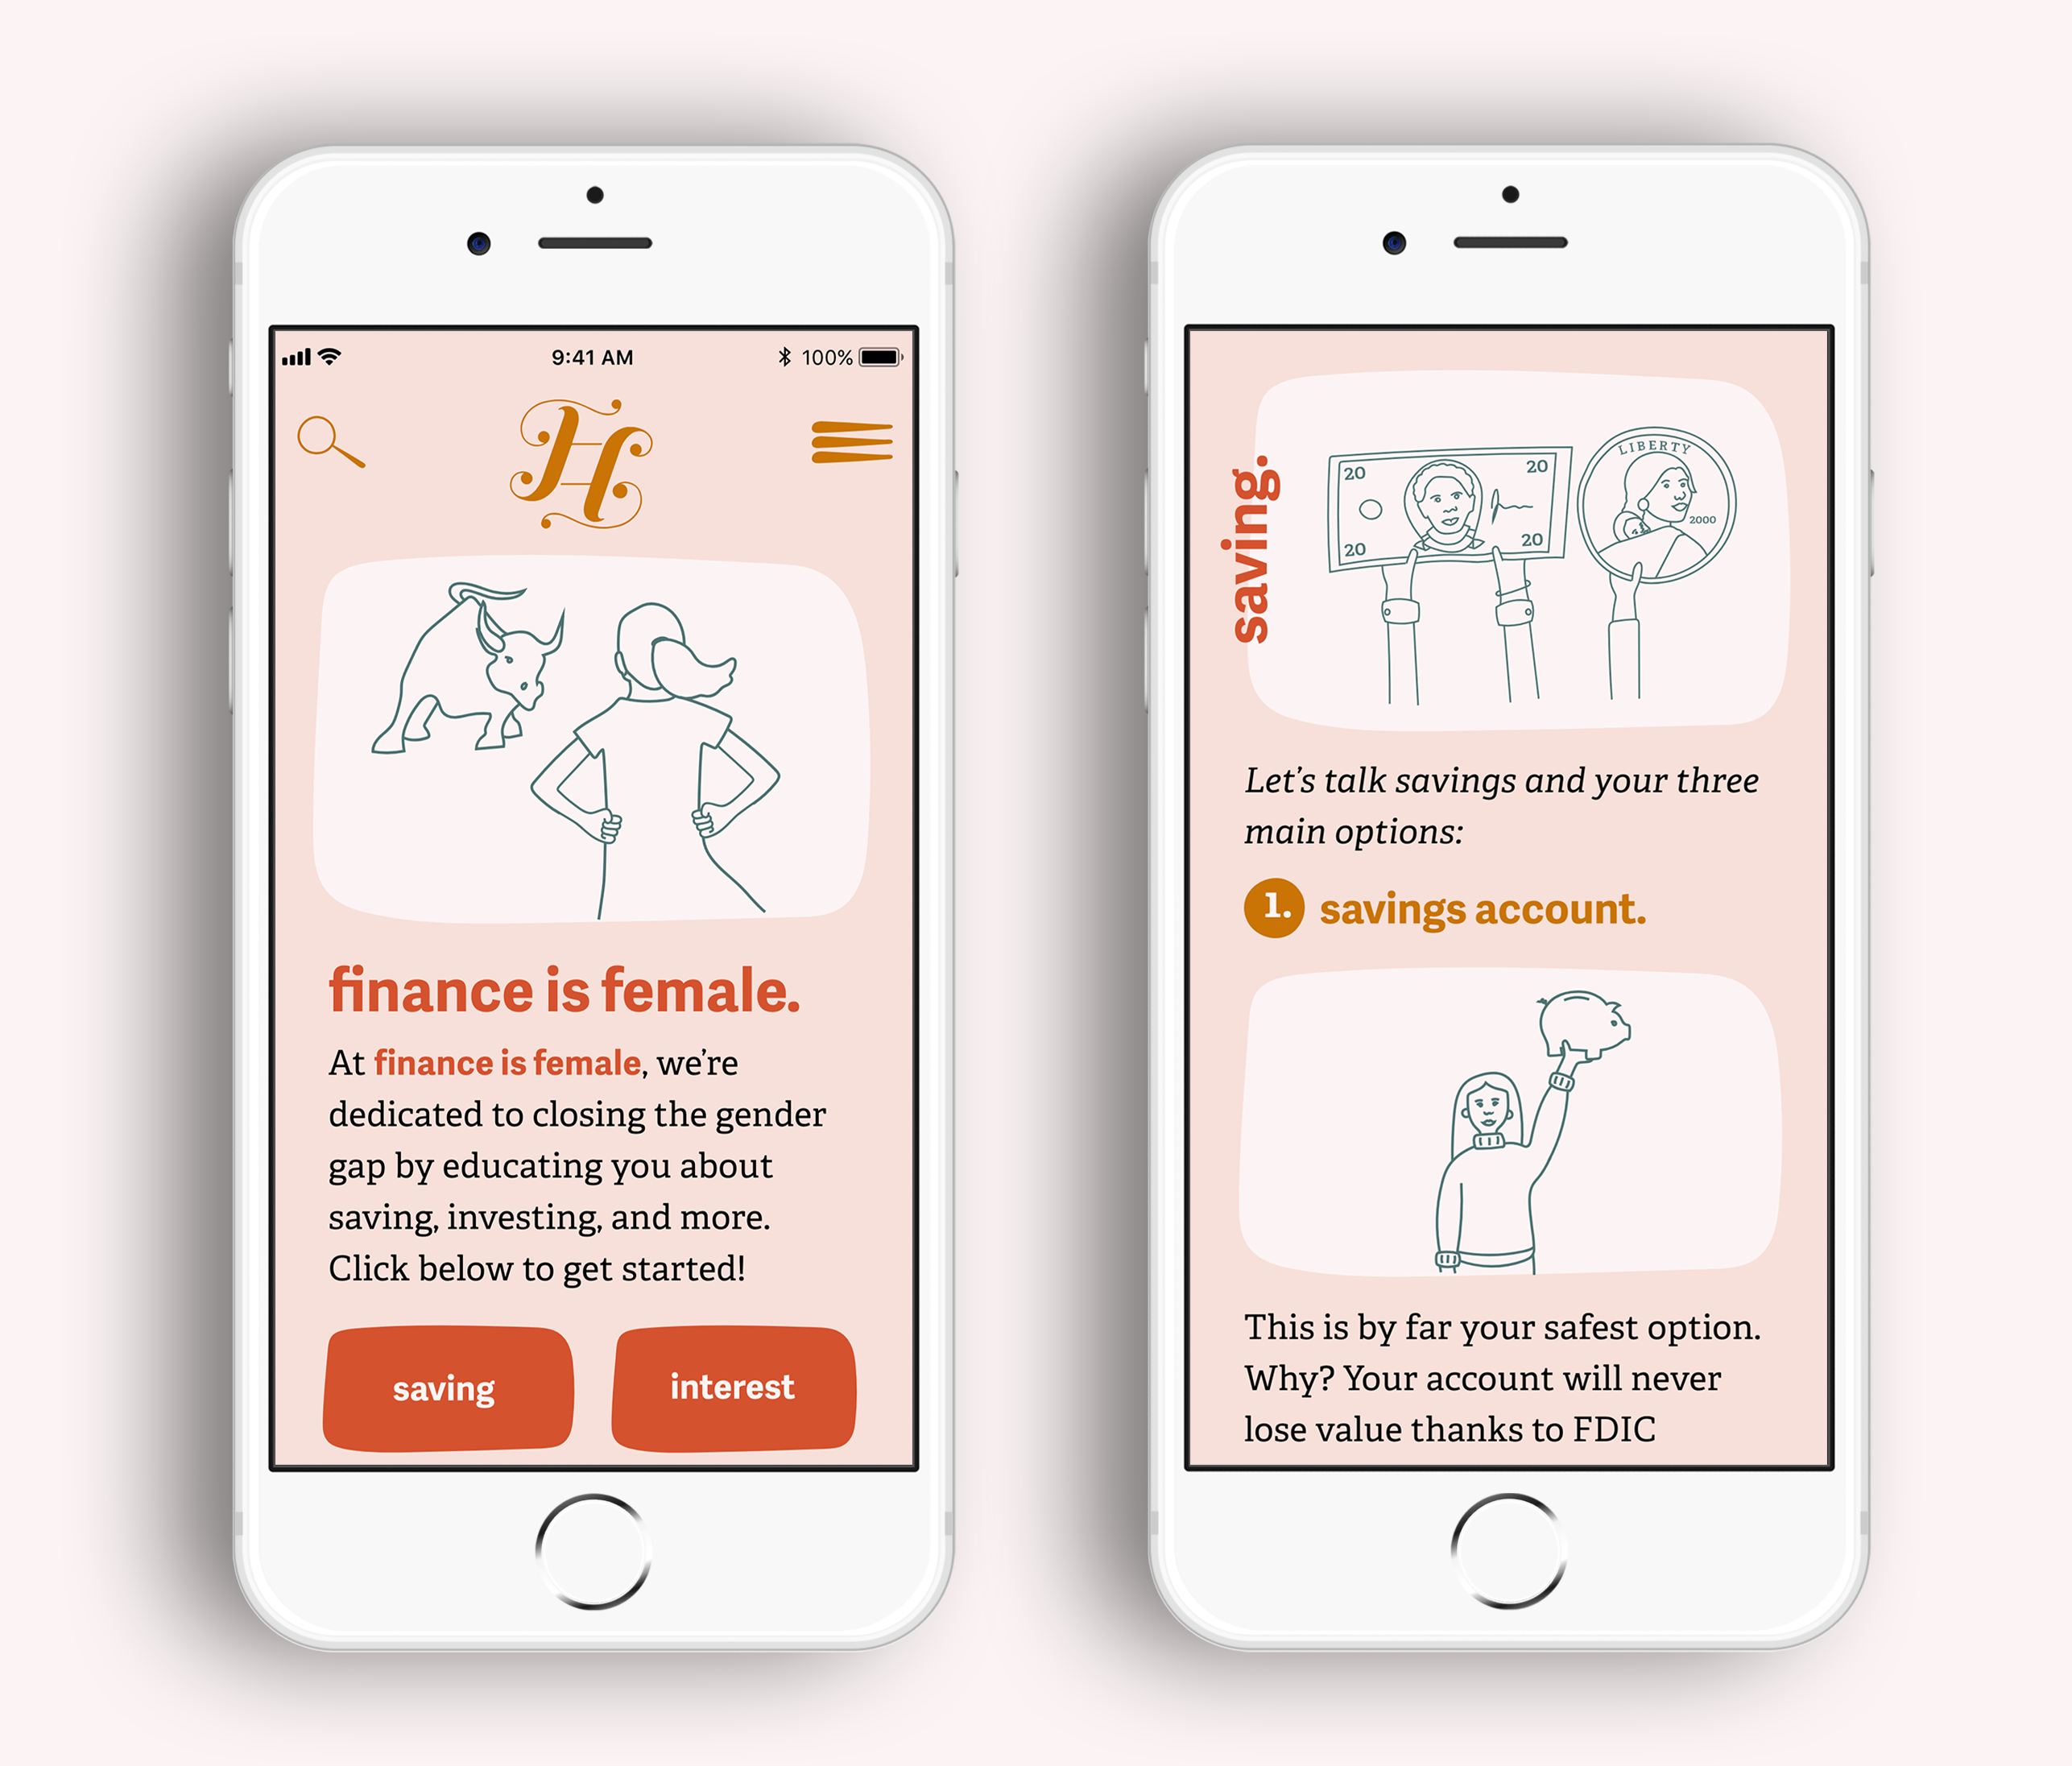 9:41 AM
100%
finance is female.
At finance is female, we're
dedicated to closing the gender
gap by educating you about
saving, investing, and more.
Click below to get started!
saving
interest
saving.
20 20
20 20
LIBERTY
2000
Let's talk savings and your three
main options:
1. savings account.
This is by far your safest option.
Why? Your account will never
lose value thanks to FDIC